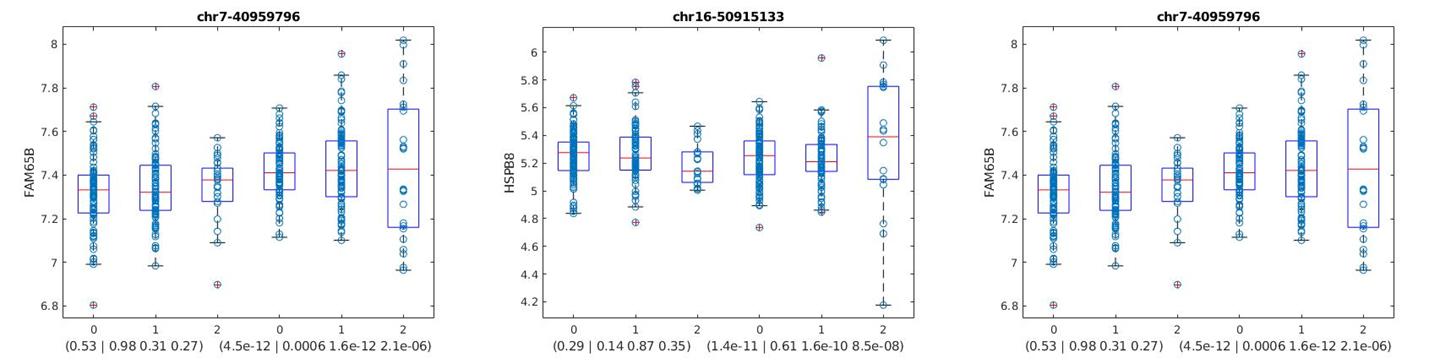 chr7-40959796
8
7.8
7.6
7.4
7.2
7
6.8
FAM65B
0 1 2 0 1 2
(0.53 | 0.98 0.31 0.27) (4.5e-12 | 0.0006 1.6e-12 2.1e-06)
chr16-50915133
6
5.8
5.6
5.4
5.2
5
4.8
4.6
4.4
4.2
HSPB8
0 1 2 0 1 2
(0.29 | 0.14 0.87 0.35) (1.4e-11 | 0.61 1.6e-10 8.5e-08)
chr7-40959796
8
7.8
7.6
7.4
7.2
7
6.8
FAM65B
0 1 2 0 1 2
(0.53 | 0.98 0.31 0.27) (4.5e-12 | 0.0006 1.6e-12 2.1e-06)